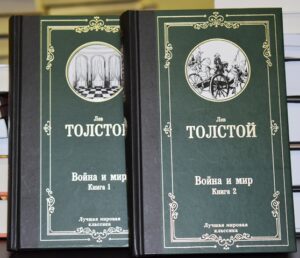 Лев
ТОЛСТОЙ
Война и мир
Книга 1
Лучшая мировая
классика
Лев
ТОЛСТОЙ
Война и мир
Книга 2
Лучшая мировая
классика